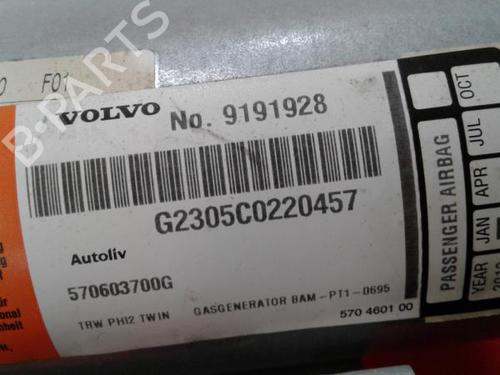 0 F01
VOLVO No. 9191928
G2305C0220457
Autoliv
570603700G
TRW PHI2 TWIN GASGENERATOR BAM-PT1-0695
570 4601 00
PASSENGER AIRBAG
YEAR JAN APR JUL OCT
B-PARTS